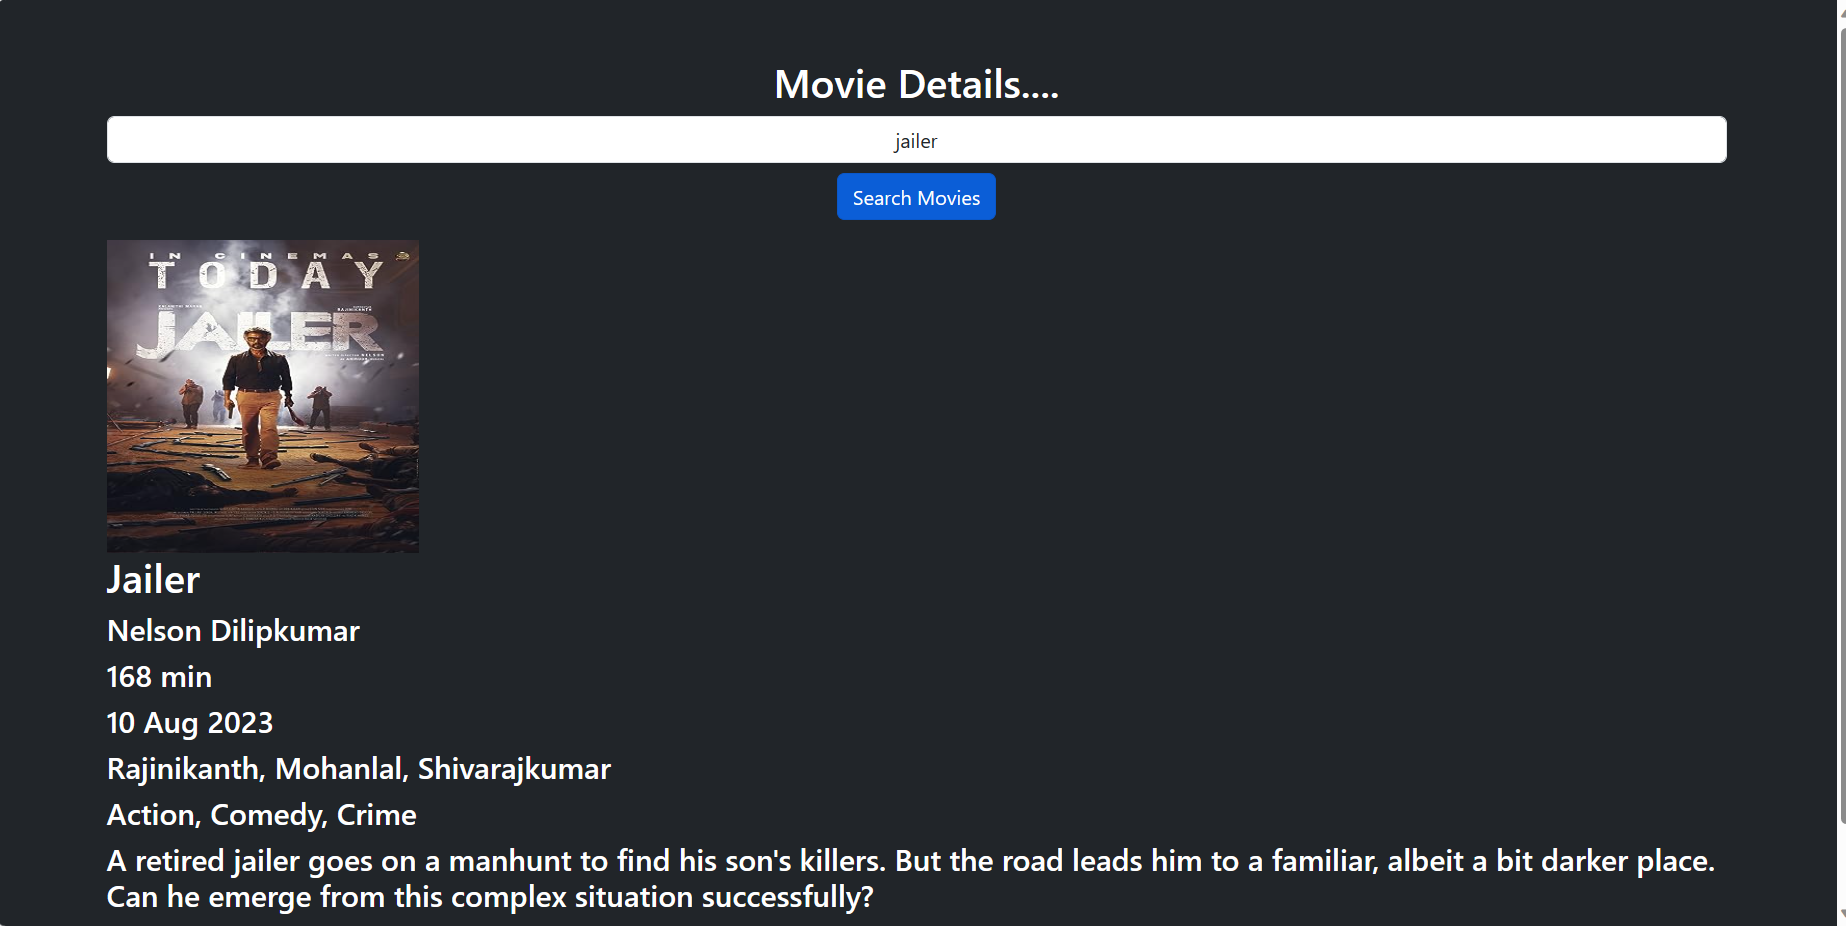 Movie Details....
jailer
Search Movies
IN CINEMAS
TODAY
RAJINIKANTH
JAILER
NELSON
Jailer
Nelson Dilipkumar
168 min
10 Aug 2023
Rajinikanth, Mohanlal, Shivarajkumar
Action, Comedy, Crime
A retired jailer goes on a manhunt to find his son's killers. But the road leads him to a familiar, albeit a bit darker place.
Can he emerge from this complex situation successfully?